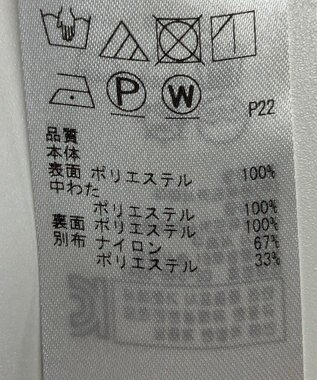 P W
P22
品質
本体
表面 ポリエステル 100%
中わた
ポリエステル 100%
裏面 ポリエステル 100%
別布 ナイロン 67%
ポリエステル 33%